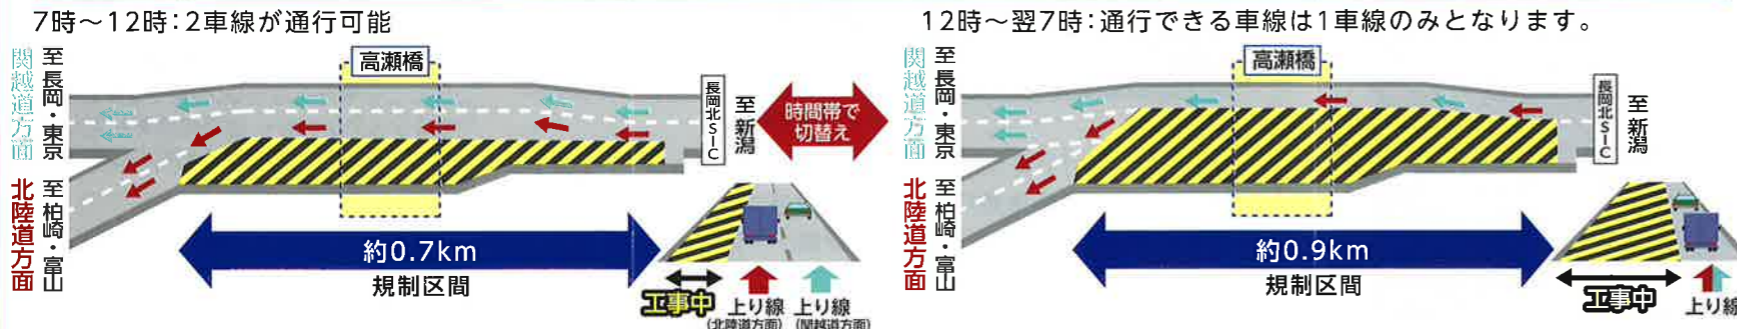 7時～12時：2車線が通行可能
関越道方面
至長岡・東京
北陸道方面
至柏崎・富山
高瀬橋
長岡北SIC
至新潟
約0.7km
規制区間
工事中
上り線
（北陸道方面）
上り線
（関越道方面）
時間帯で
切替え
12時～翌7時：通行できる車線は1車線のみとなります。
関越道方面
至長岡・東京
北陸道方面
至柏崎・富山
高瀬橋
長岡北SIC
至新潟
約0.9km
規制区間
工事中
上り線